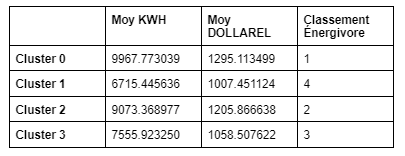 Moy KWH Moy DOLLAREL Classement Énergivore
Cluster 0 9967.773039 1295.113499 1
Cluster 1 6715.445636 1007.451124 4
Cluster 2 9073.368977 1205.866638 2
Cluster 3 7555.923250 1058.507622 3